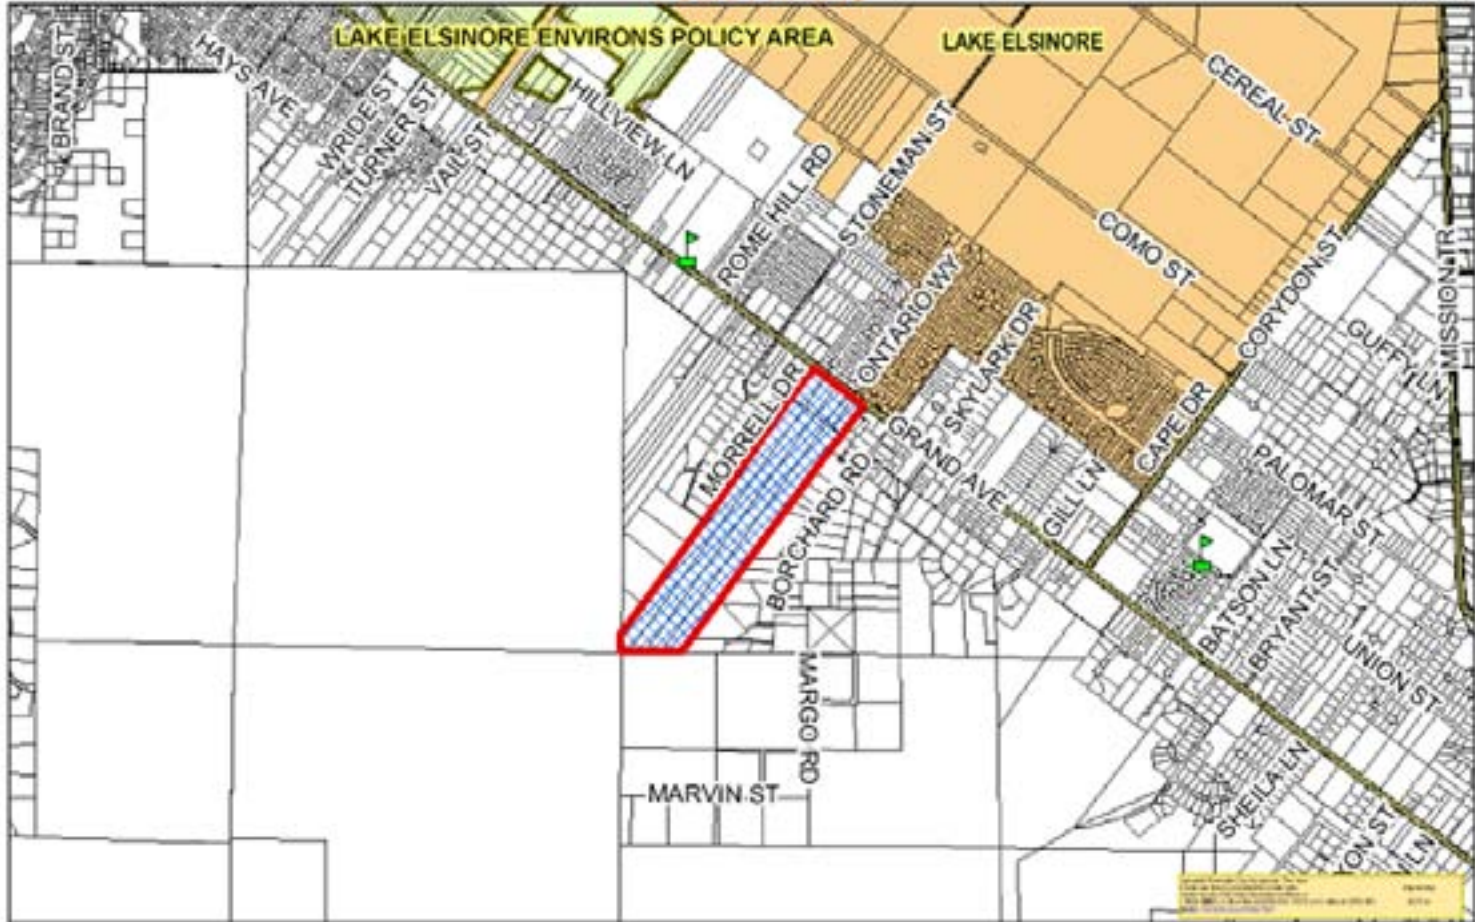 LAKE ELSINORE ENVIRONS POLICY AREA
LAKE ELSINORE
BRAND ST
HAYS AVE
WRIDE ST
TURNER ST
VAIL ST
HILLVIEW LN
ROME HILL RD
STONEMAN ST
CEREAL ST
COMO ST
CORYDON ST
MISSION TR
GUFFY LN
ONTARIO WY
SKYLARK DR
MORRELL DR
GRAND AVE
CAPE DR
GILL LN
PALOMAR ST
BORCHARD RD
BATSON LN
BRYANT ST
UNION ST
MARGO RD
MARVIN ST
SHEILA LN
YON ST